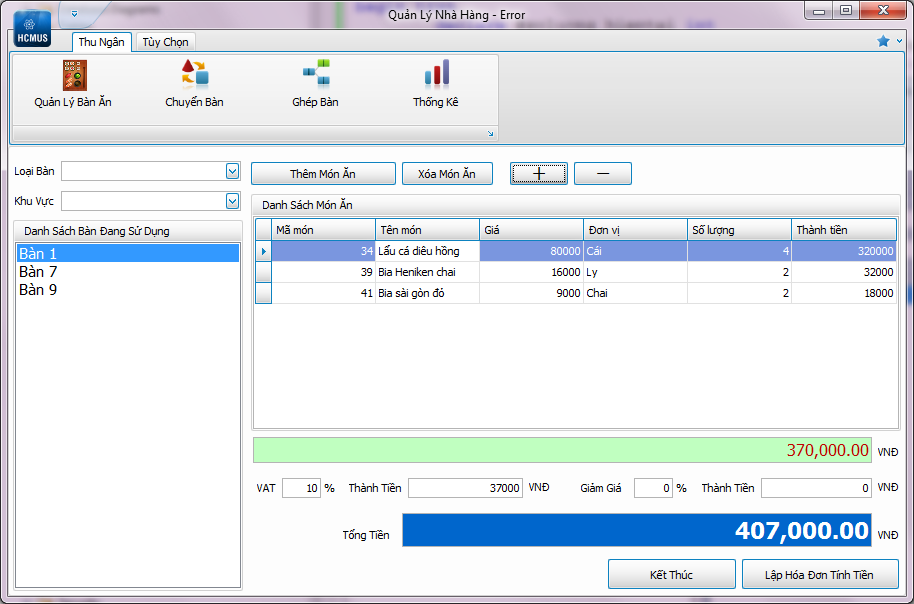 Quản Lý Nhà Hàng - Error
HCMUS
Thu Ngân Tùy Chọn
Quản Lý Bàn Ăn Chuyển Bàn Ghép Bàn Thống Kê
Loại Bàn Thêm Món Ăn Xóa Món Ăn + —
Khu Vực
Danh Sách Món Ăn
Danh Sách Bàn Đang Sử Dụng
Mã món Tên món Giá Đơn vị Số lượng Thành tiền
Bàn 1
34 Lẩu cá diêu hồng 80000 Cái 4 320000
Bàn 7
39 Bia Heniken chai 16000 Ly 2 32000
Bàn 9
41 Bia sài gòn đỏ 9000 Chai 2 18000
370,000.00 VNĐ
VAT 10 % Thành Tiền 37000 VNĐ Giảm Giá 0 % Thành Tiền 0 VNĐ
Tổng Tiền 407,000.00 VNĐ
Kết Thúc Lập Hóa Đơn Tính Tiền